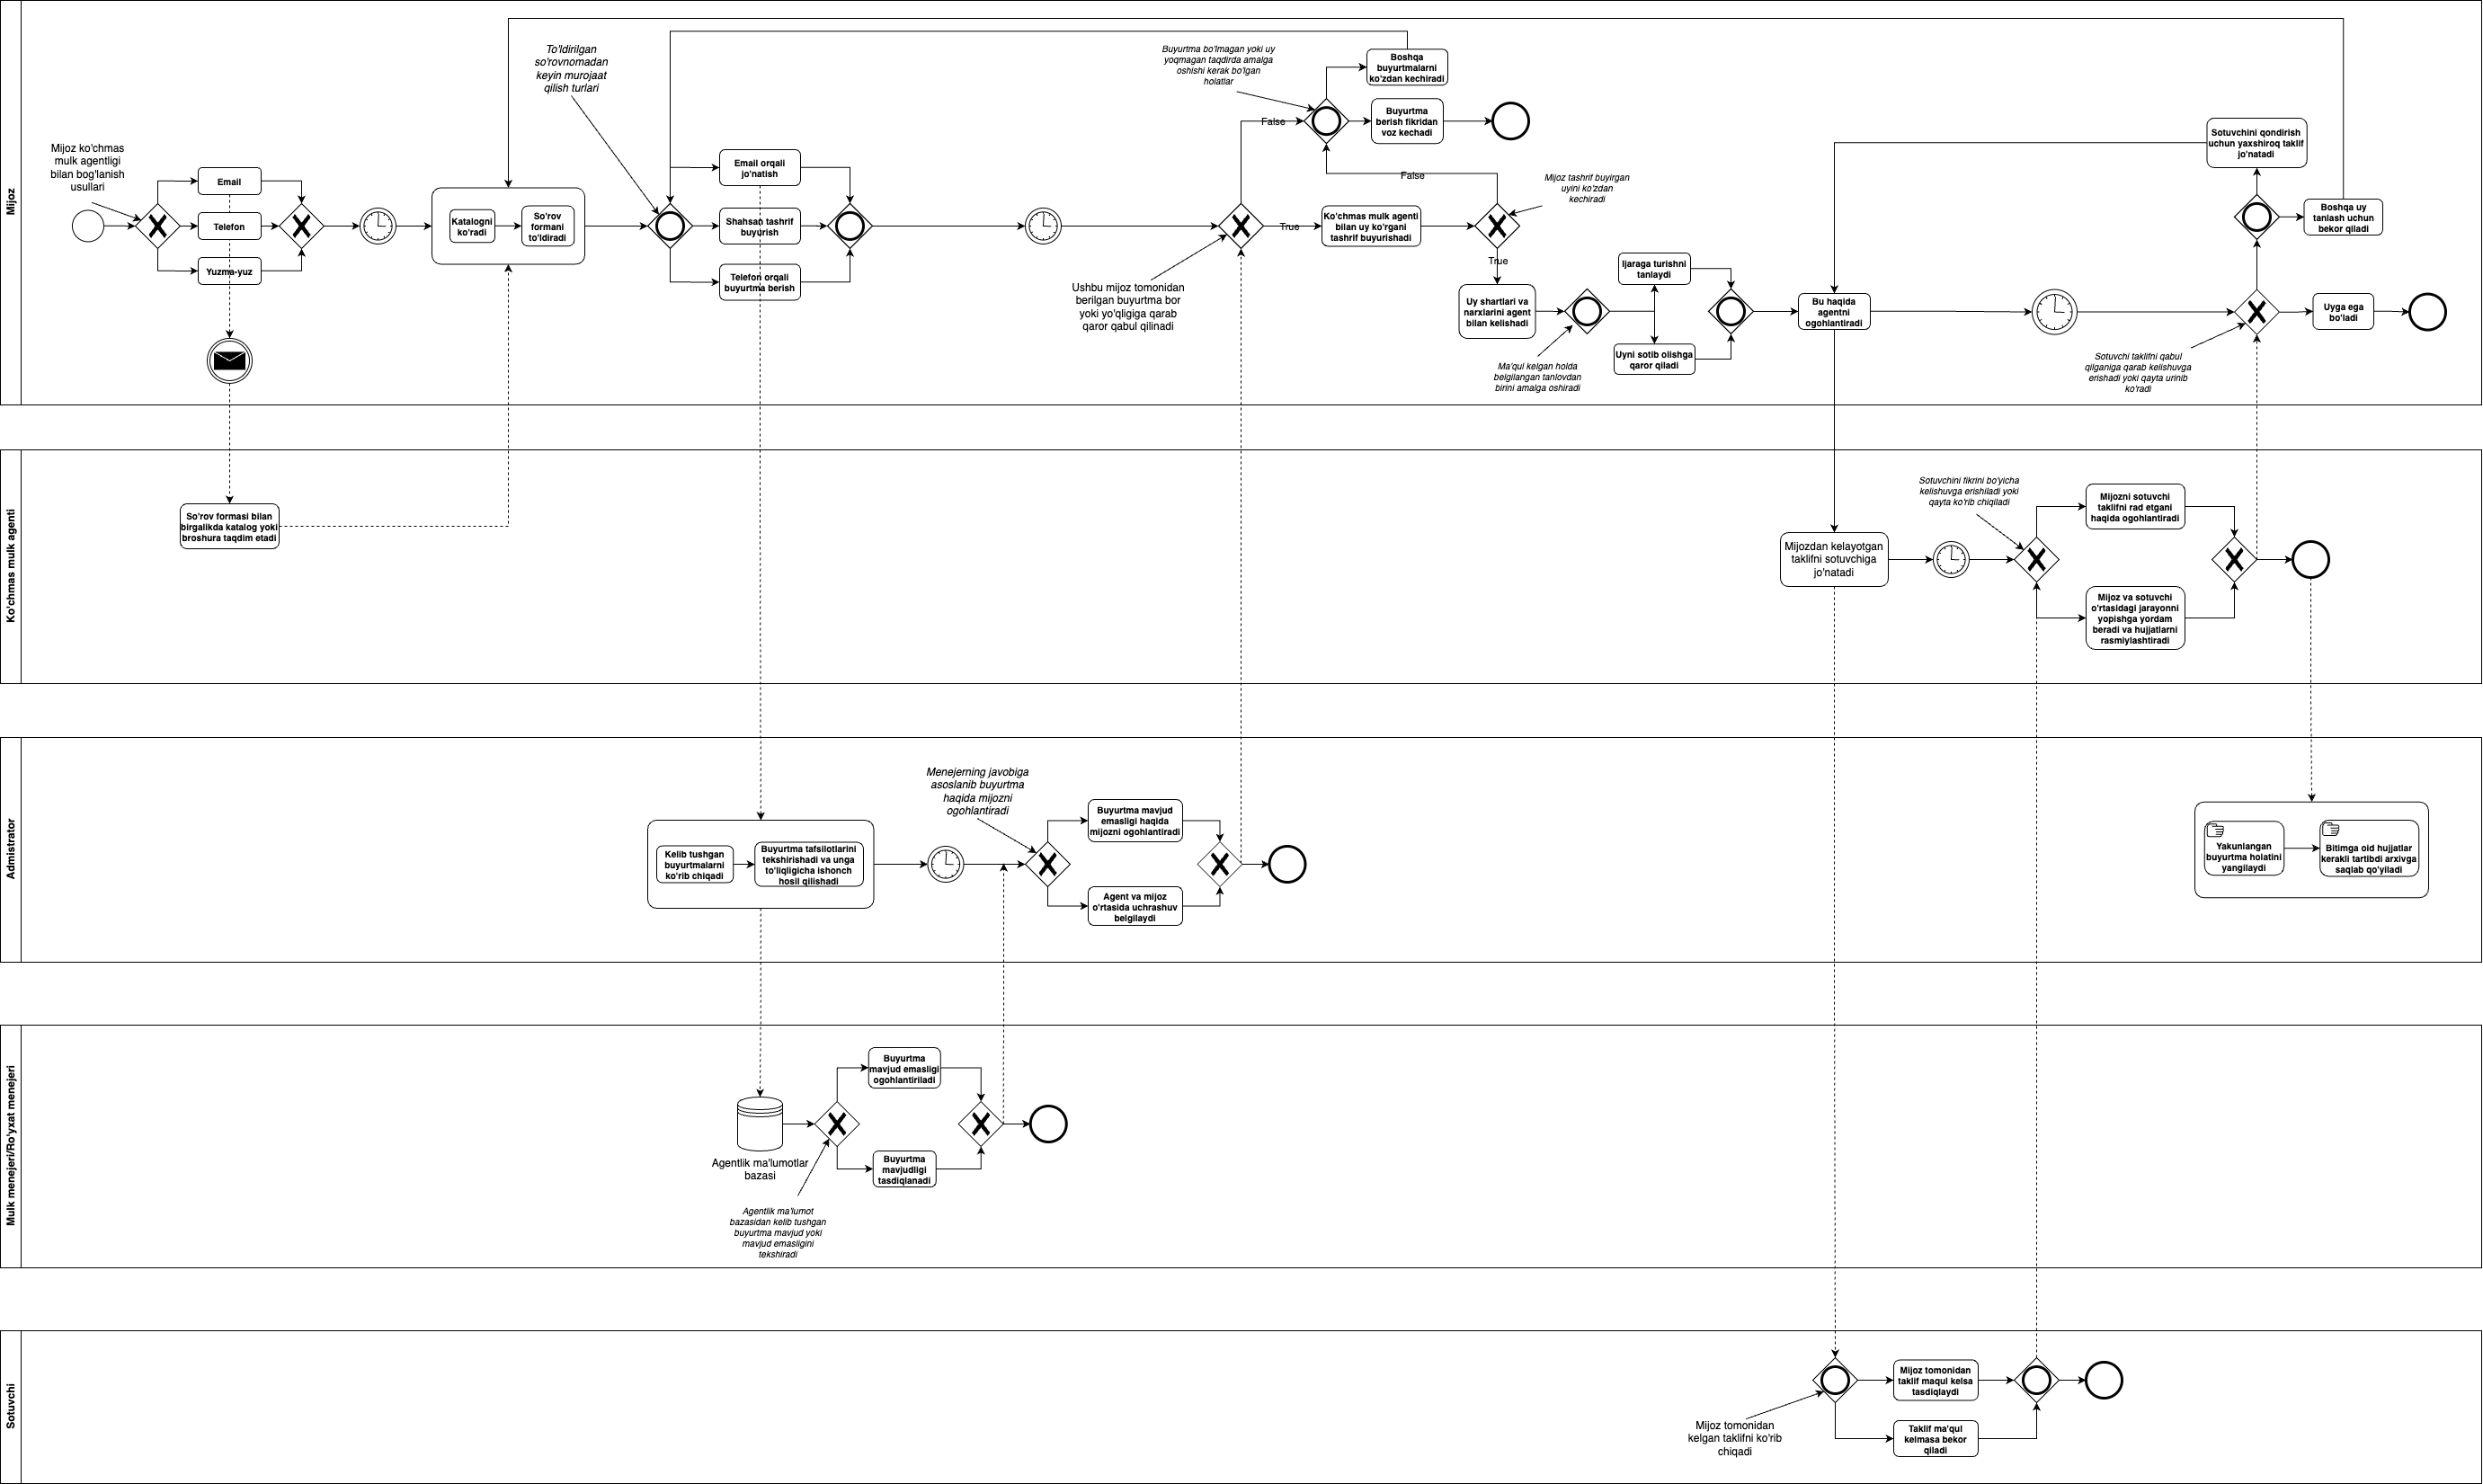 Mijoz
Mijoz ko'chmas
mulk agentligi
bilan bog'lanish
usullari
Email
Telefon
Yuzma-yuz
Katalogni
ko'radi
So'rov
formani
to'ldiradi
To'ldirilgan
so'rovnomadan
keyin murojaat
qilish turlari
Email orqali
jo'natish
Shahsan tashrif
buyurish
Telefon orqali
buyurtma berish
Ushbu mijoz tomonidan
berilgan buyurtma bor
yoki yo'qligiga qarab
qaror qabul qilinadi
False
True
Buyurtma bo'lmagan yoki uy
yoqmagan taqdirda amalga
oshishi kerak bo'lgan
holatlar
Boshqa
buyurtmalarni
ko'zdan kechiradi
Buyurtma
berish fikridan
voz kechadi
False
Ko'chmas mulk agenti
bilan uy ko'rgani
tashrif buyurishadi
Mijoz tashrif buyirgan
uyini ko'zdan
kechiradi
True
Uy shartlari va
narxlarini agent
bilan kelishadi
Ma'qul kelgan holda
belgilangan tanlovdan
birini amalga oshiradi
Ijaraga turishni
tanlaydi
Uyni sotib olishga
qaror qiladi
Bu haqida
agentni
ogohlantiradi
Sotuvchini qondirish
uchun yaxshiroq taklif
jo'natadi
Boshqa uy
tanlash uchun
bekor qiladi
Uyga ega
bo'ladi
Sotuvchi taklifni qabul
qilganiga qarab kelishuvga
erishadi yoki qayta urinib
ko'radi
Ko'chmas mulk agenti
So'rov formasi bilan
birgalikda katalog yoki
broshura taqdim etadi
Mijozdan kelayotgan
taklifni sotuvchiga
jo'natadi
Sotuvchini fikrini bo'yicha
kelishuvga erishiladi yoki
qayta ko'rib chiqiladi
Mijozni sotuvchi
taklifni rad etgani
haqida ogohlantiradi
Mijoz va sotuvchi
o'rtasidagi jarayonni
yopishga yordam
beradi va hujjatlarni
rasmiylashtiradi
Admistrator
Kelib tushgan
buyurtmalarni
ko'rib chiqadi
Buyurtma tafsilotlarini
tekshirishadi va unga
to'liqligicha ishonch
hosil qilishadi
Menejerning javobiga
asoslanib buyurtma
haqida mijozni
ogohlantiradi
Buyurtma mavjud
emasligi haqida
mijozni ogohlantiradi
Agent va mijoz
o'rtasida uchrashuv
belgilaydi
Yakunlangan
buyurtma holatini
yangilaydi
Bitimga oid hujjatlar
kerakli tartibdi arxivga
saqlab qo'yiladi
Mulk menejeri/Ro'yxat menejeri
Agentlik ma'lumotlar
bazasi
Buyurtma
mavjud emasligi
ogohlantiriladi
Buyurtma
mavjudligi
tasdiqlanadi
Agentlik ma'lumot
bazasidan kelib tushgan
buyurtma mavjud yoki
mavjud emasligini
tekshiradi
Sotuvchi
Mijoz tomonidan
kelgan taklifni ko'rib
chiqadi
Mijoz tomonidan
taklif maqul kelsa
tasdiqlaydi
Taklif ma'qul
kelmasa bekor
qiladi